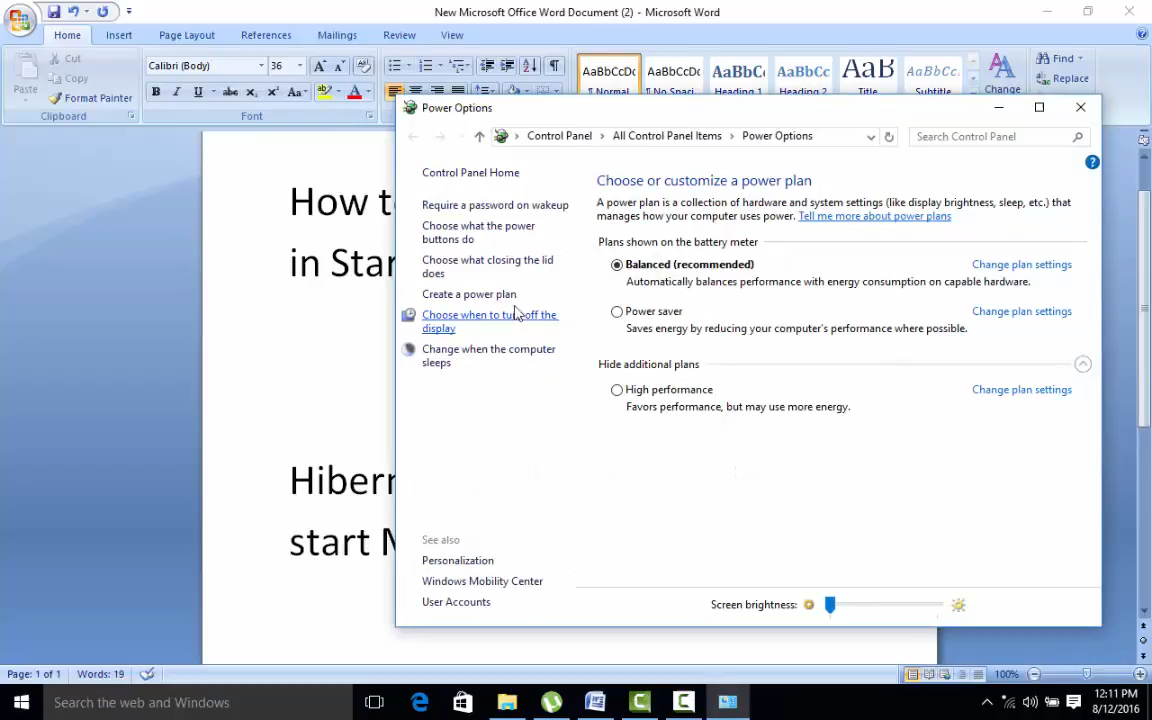 New Microsoft Office Word Document (2) - Microsoft Word
Home Insert Page Layout References Mailings Review View
Paste
Cut
Copy
Format Painter
Clipboard
Calibri (Body) 36
B I U abc x₂ x² Aa
Font
AaBbCcDc AaBbCcDc AaBbC AaBbCc AaB AaBbCc
¶ Normal Heading 1 Heading 2 Title Subtitle
Change
Find
Replace
How
in Star
Hibern
start
Power Options
Control Panel > All Control Panel Items > Power Options
Search Control Panel
Control Panel Home
Require a password on wakeup
Choose what the power
buttons do
Choose what closing the lid
does
Create a power plan
Choose when to turn off the
display
Change when the computer
sleeps
See also
Personalization
Windows Mobility Center
User Accounts
Choose or customize a power plan
A power plan is a collection of hardware and system settings (like display brightness, sleep, etc.) that
manages how your computer uses power. Tell me more about power plans
Plans shown on the battery meter
Balanced (recommended) Change plan settings
Automatically balances performance with energy consumption on capable hardware.
Power saver Change plan settings
Saves energy by reducing your computer's performance where possible.
Hide additional plans
High performance Change plan settings
Favors performance, but may use more energy.
Screen brightness:
Page: 1 of 1 Words: 19 100%
Search the web and Windows
12:11 PM
8/12/2016